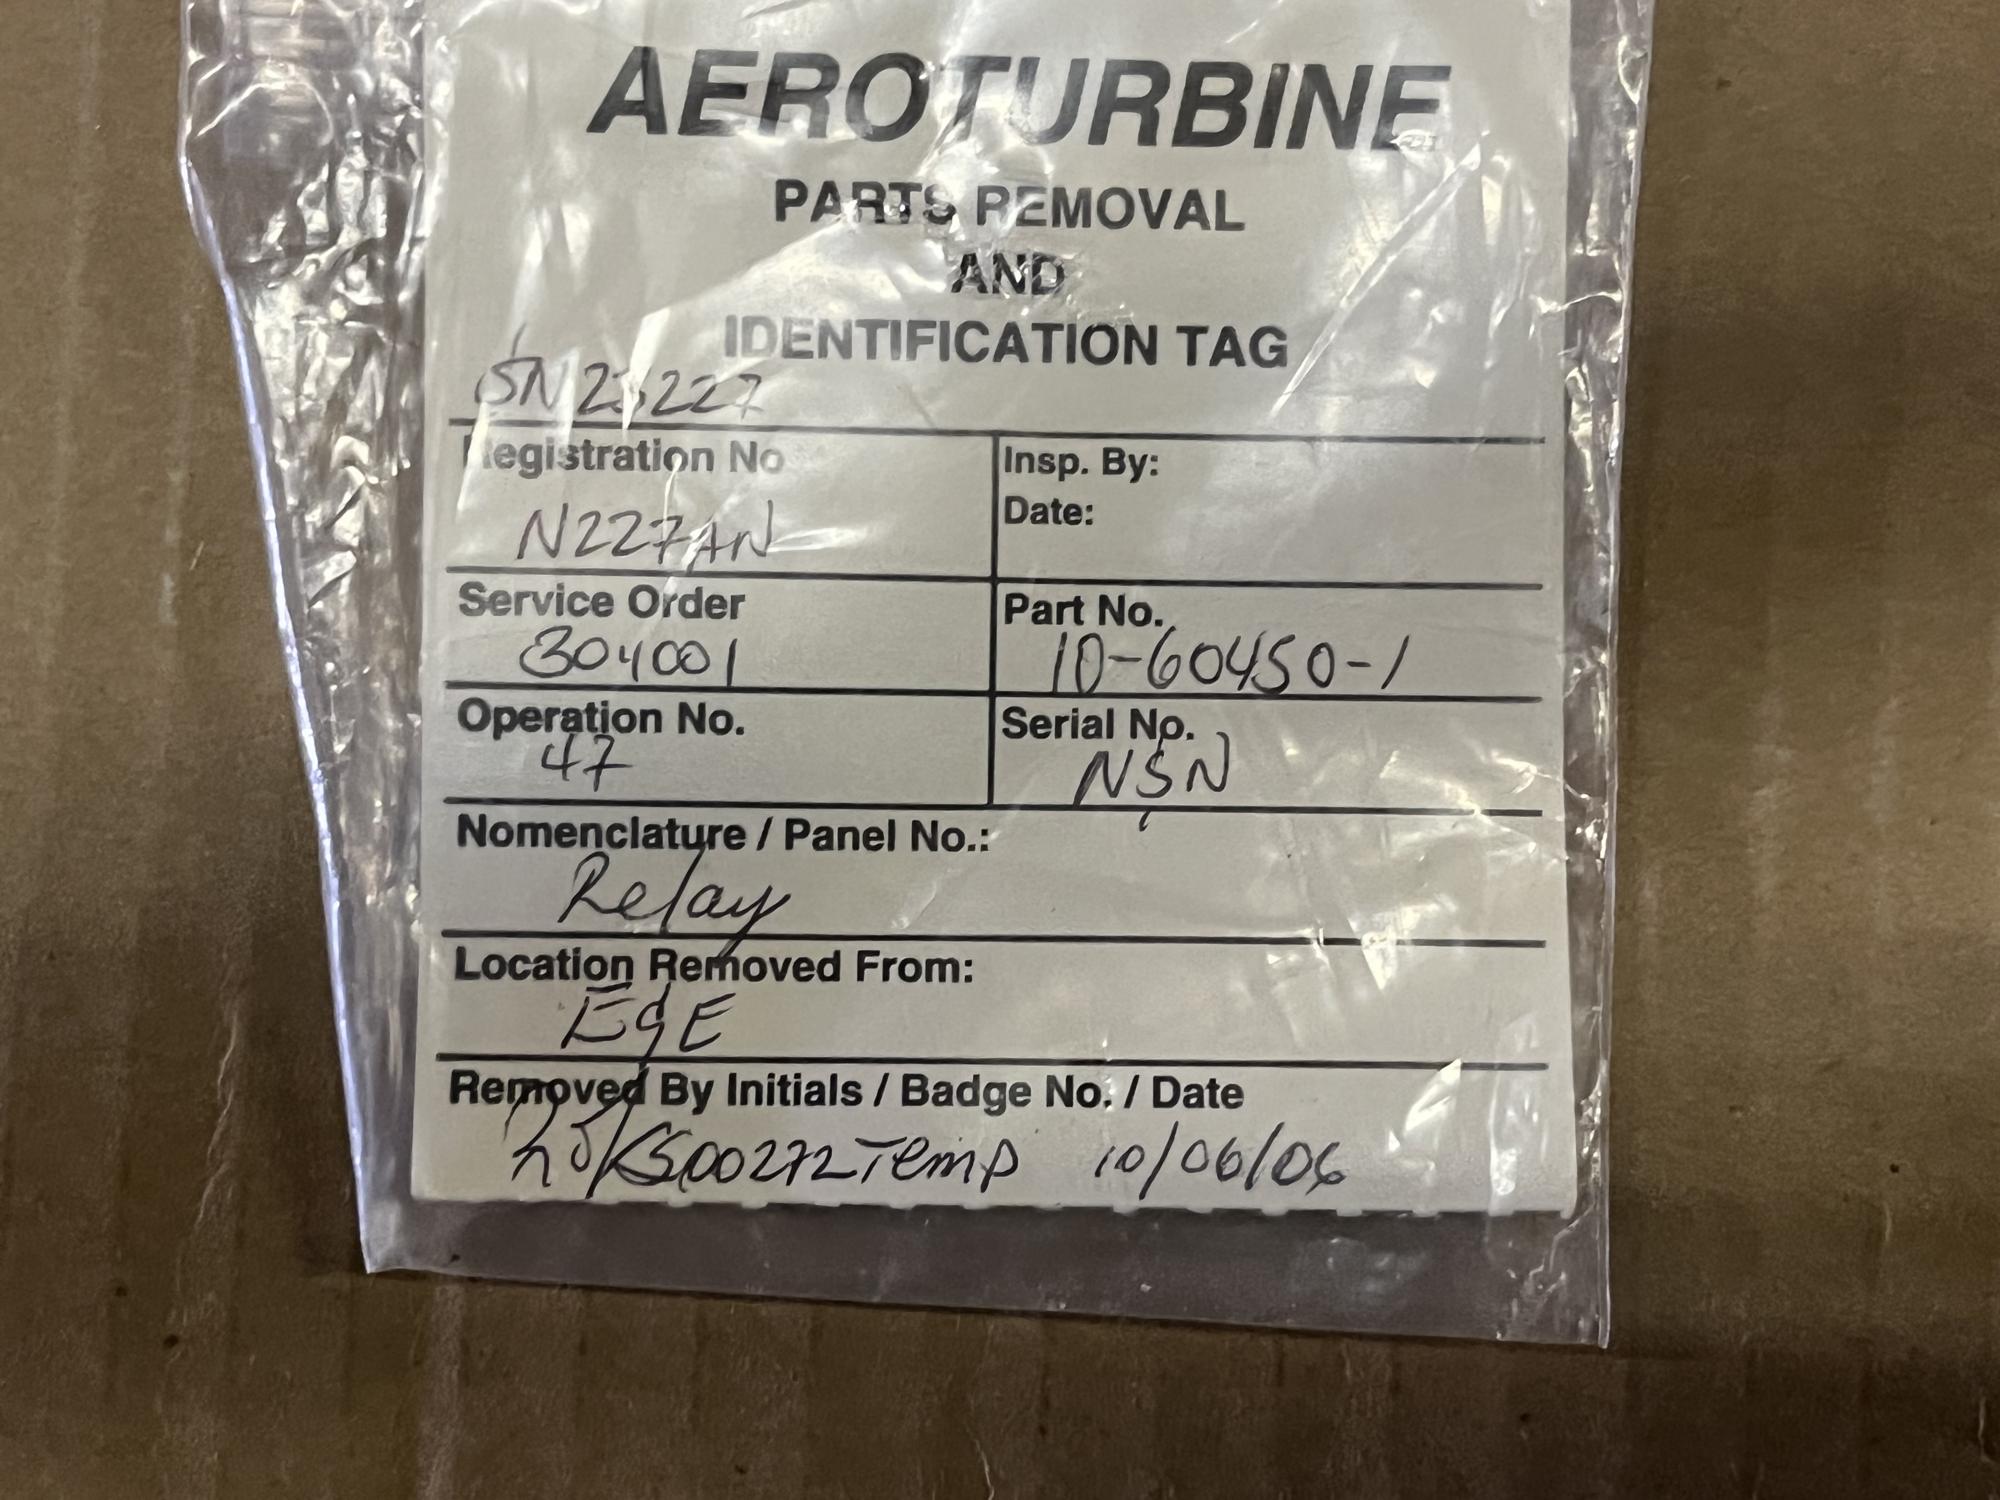 AEROTURBINE
PARTS REMOVAL
AND
IDENTIFICATION TAG
SN 23227
Registration No
N227AN
Insp. By:
Date:
Service Order
304001
Part No.
10-60450-1
Operation No.
47
Serial No.
NSN
Nomenclature / Panel No.:
Relay
Location Removed From:
E&E
Removed By Initials / Badge No. / Date
KS00272Temp 10/06/06